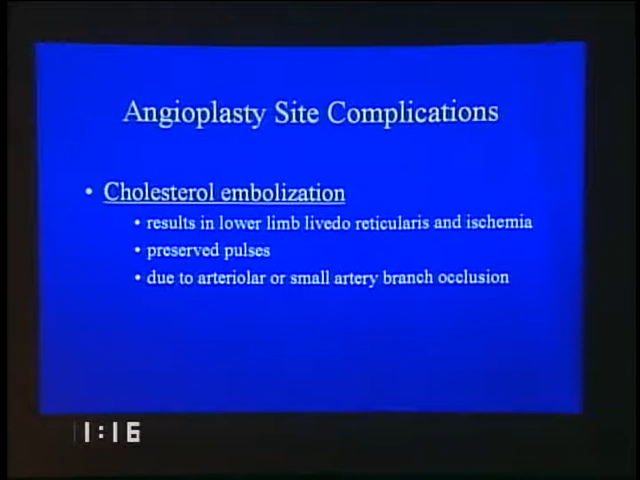 Angioplasty Site Complications
• Cholesterol embolization
• results in lower limb livedo reticularis and ischemia
• preserved pulses
• due to arteriolar or small artery branch occlusion
1:16